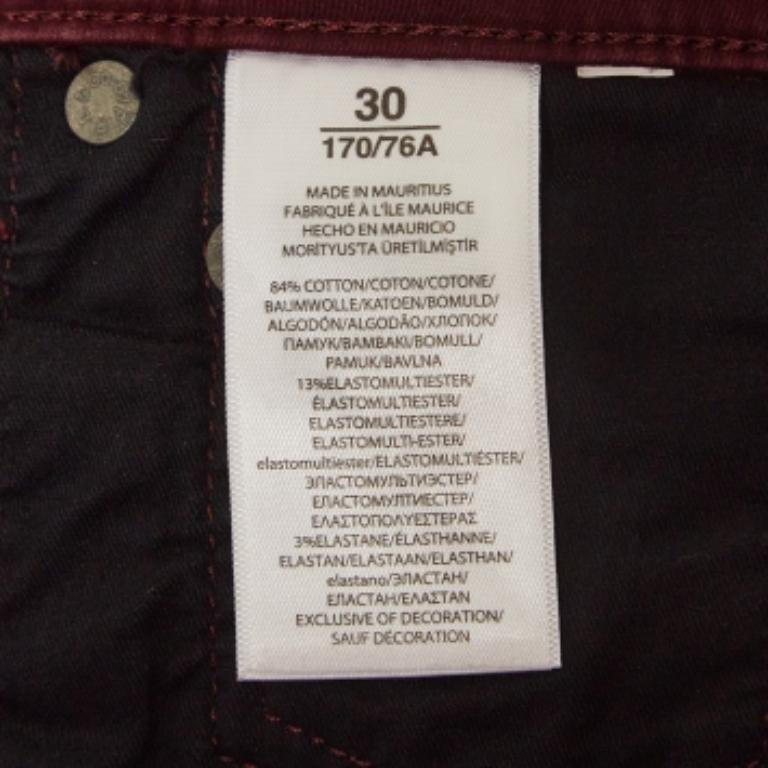 30
170/76A
MADE IN MAURITIUS
FABRIQUÉ À L'ÎLE MAURICE
HECHO EN MAURICIO
MORİTYUS'TA ÜRETİLMİŞTİR
84% COTTON/COTON/COTONE/
BAUMWOLLE/KATOEN/BOMULD/
ALGODÓN/ALGODÃO/ХЛОПОК/
ПАМУК/ΒΑΜΒΑΚΙ/BOMULL/
PAMUK/BAVLNA
13%ELASTOMULTIESTER/
ÉLASTOMULTIESTER/
ELASTOMULTIESTERE/
ELASTOMULTI-ESTER/
elastomultiester/ELASTOMULTIÉSTER/
ЭЛАСТОМУЛЬТИЭСТЕР/
ЕЛАСТОМУЛТИЕСТЕР/
ΕΛΑΣΤΟΠΟΛΥΕΣΤΕΡΑΣ
3%ELASTANE/ÉLASTHANNE/
ELASTAN/ELASTAAN/ELASTHAN/
elastano/ЭЛАСТАН/
ЕЛАСТАН/ΕΛΑΣΤΑΝ
EXCLUSIVE OF DECORATION/
SAUF DÉCORATION